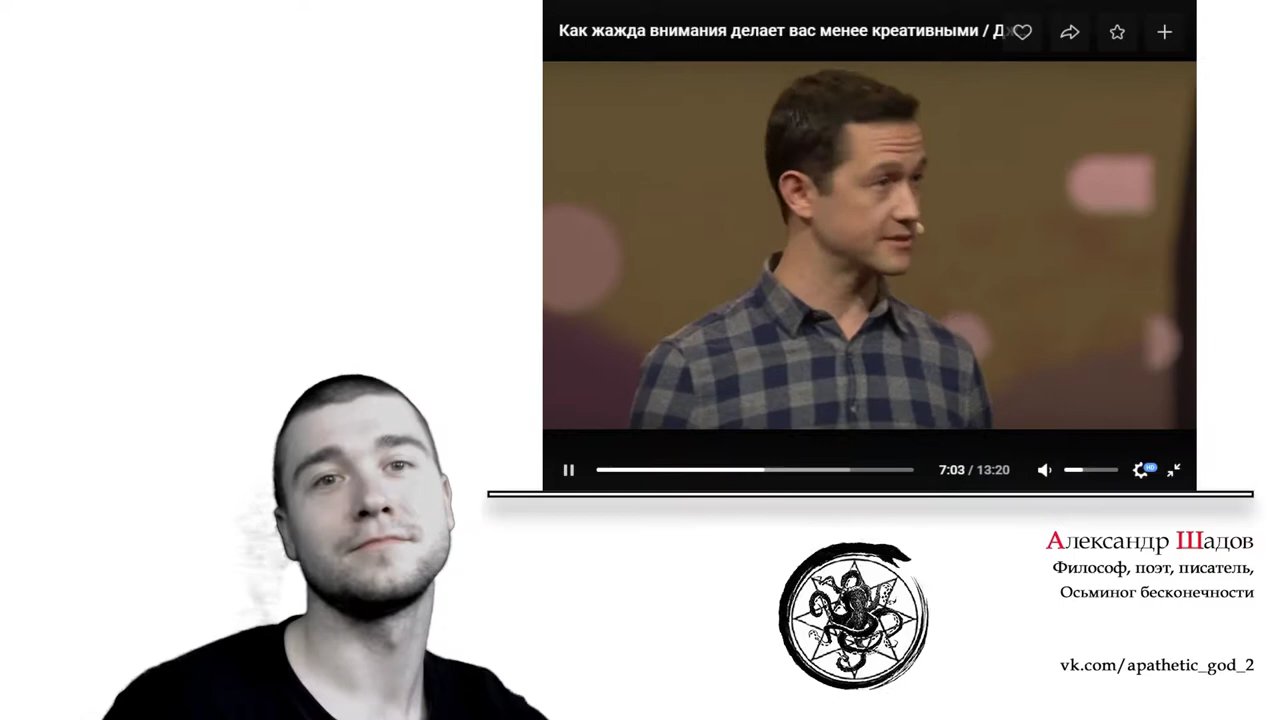 Как жажда внимания делает вас менее креативными / Д
7:03 / 13:20
HD
Александр Шадов
Философ, поэт, писатель,
Осьминог бесконечности
vk.com/apathetic_god_2